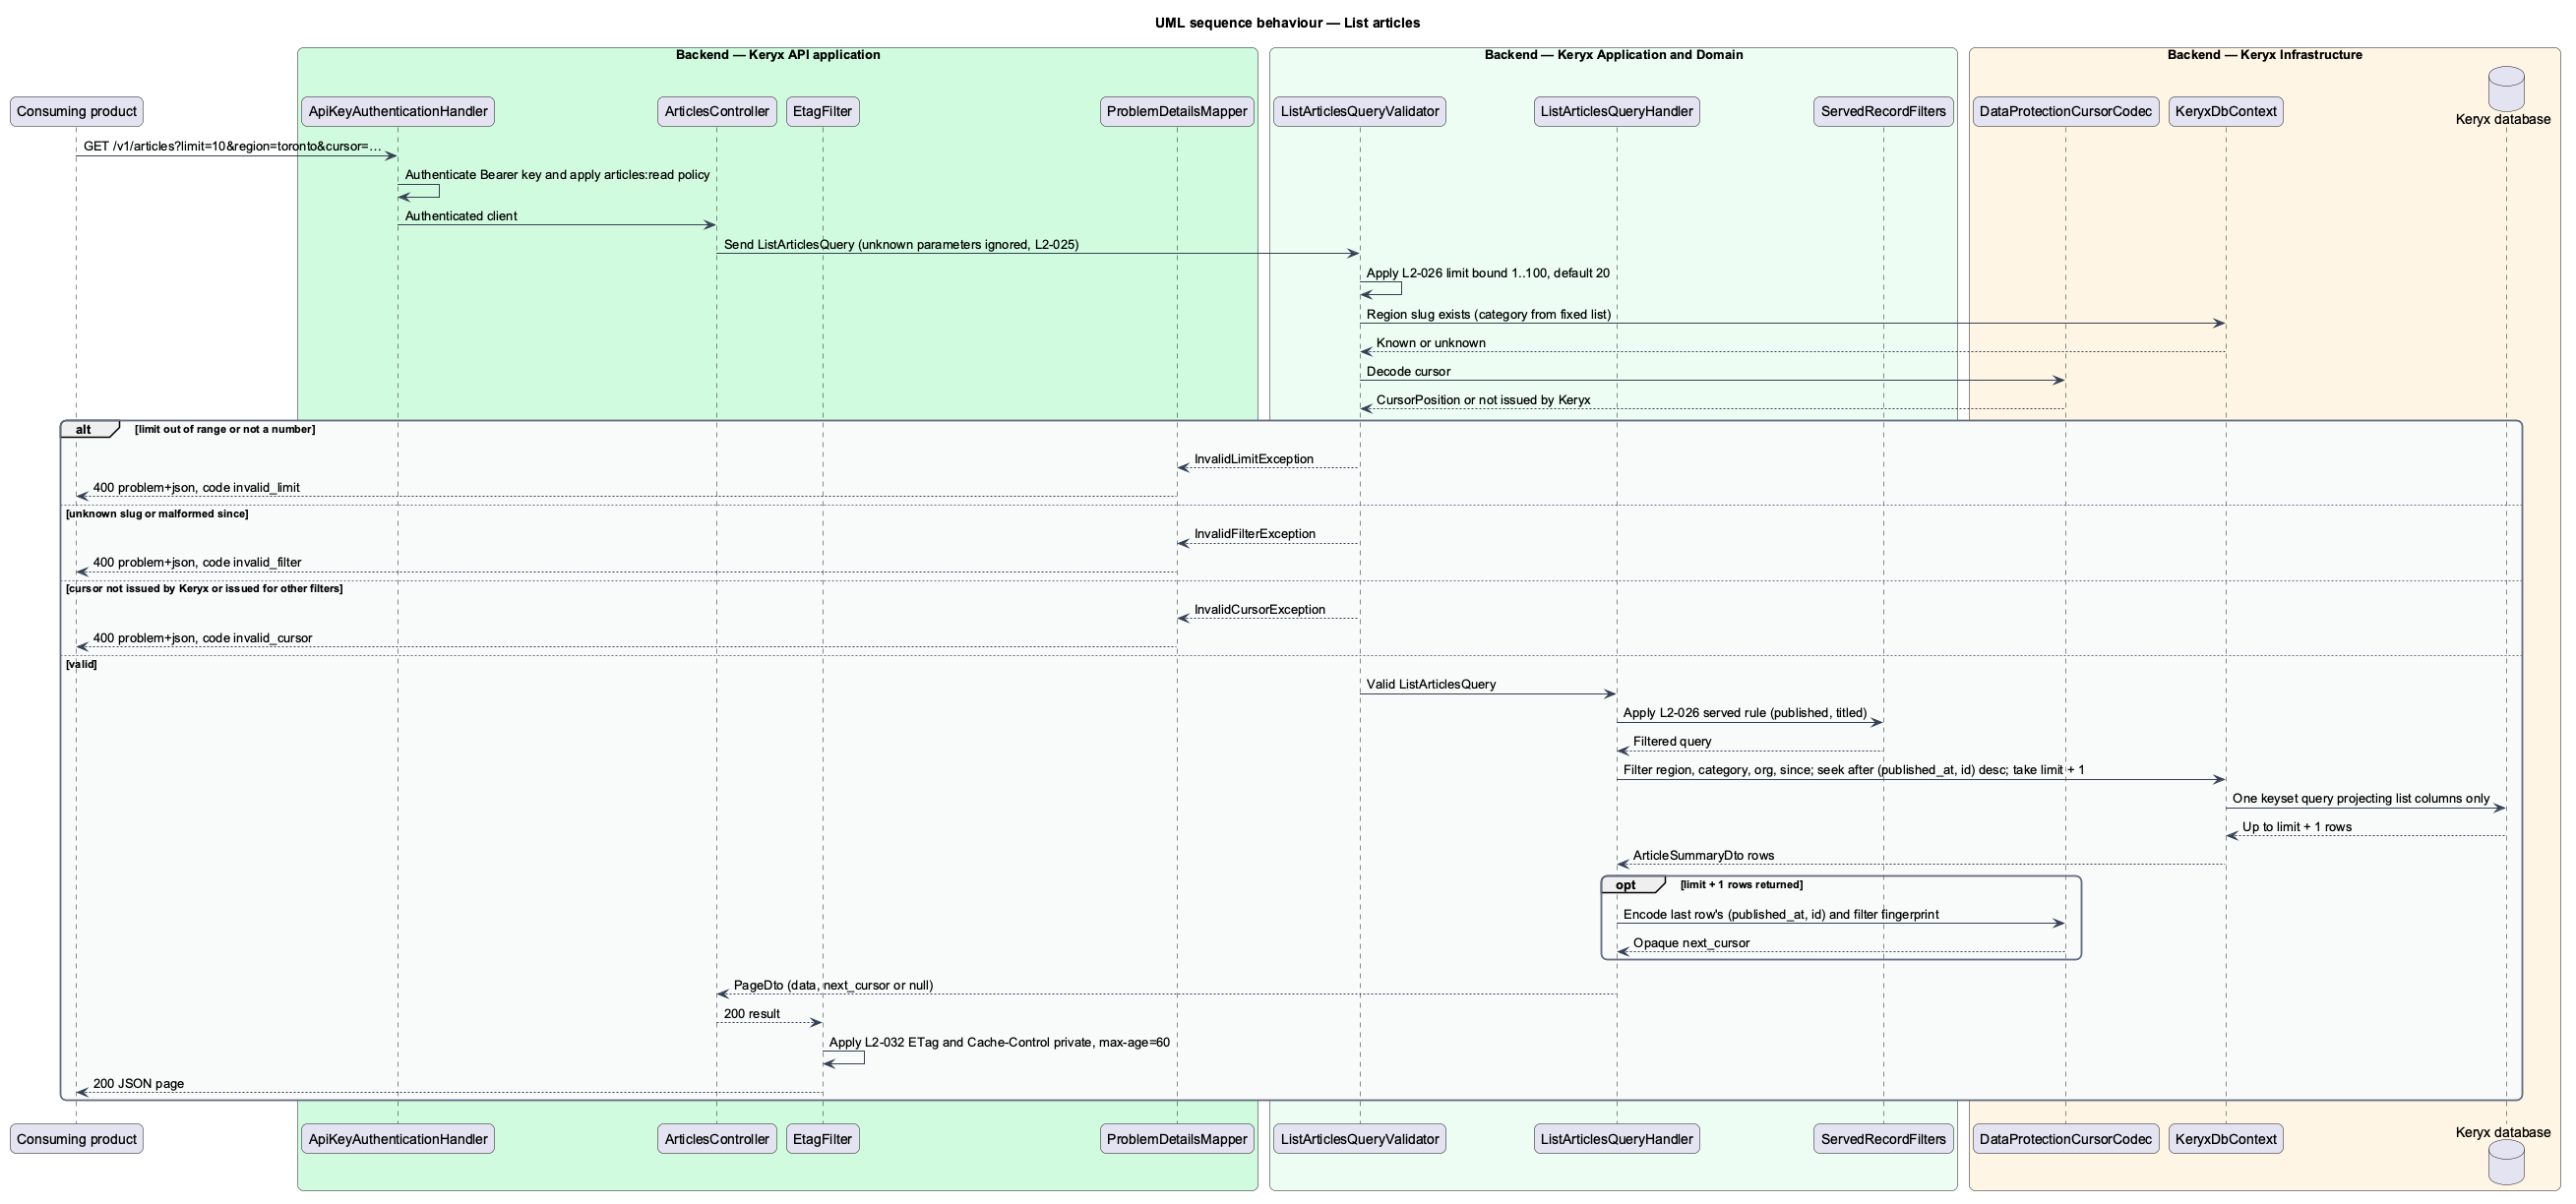 UML sequence behaviour — List articles
Backend — Keryx API application
Backend — Keryx Application and Domain
Backend — Keryx Infrastructure
Consuming product
ApiKeyAuthenticationHandler
ArticlesController
EtagFilter
ProblemDetailsMapper
ListArticlesQueryValidator
ListArticlesQueryHandler
ServedRecordFilters
DataProtectionCursorCodec
KeryxDbContext
Keryx database
GET /v1/articles?limit=10&region=toronto&cursor=…
Authenticate Bearer key and apply articles:read policy
Authenticated client
Send ListArticlesQuery (unknown parameters ignored, L2-025)
Apply L2-026 limit bound 1..100, default 20
Region slug exists (category from fixed list)
Known or unknown
Decode cursor
CursorPosition or not issued by Keryx
alt [limit out of range or not a number]
InvalidLimitException
400 problem+json, code invalid_limit
[unknown slug or malformed since]
InvalidFilterException
400 problem+json, code invalid_filter
[cursor not issued by Keryx or issued for other filters]
InvalidCursorException
400 problem+json, code invalid_cursor
[valid]
Valid ListArticlesQuery
Apply L2-026 served rule (published, titled)
Filtered query
Filter region, category, org, since; seek after (published_at, id) desc; take limit + 1
One keyset query projecting list columns only
Up to limit + 1 rows
ArticleSummaryDto rows
opt [limit + 1 rows returned]
Encode last row's (published_at, id) and filter fingerprint
Opaque next_cursor
PageDto (data, next_cursor or null)
200 result
Apply L2-032 ETag and Cache-Control private, max-age=60
200 JSON page
Consuming product
ApiKeyAuthenticationHandler
ArticlesController
EtagFilter
ProblemDetailsMapper
ListArticlesQueryValidator
ListArticlesQueryHandler
ServedRecordFilters
DataProtectionCursorCodec
KeryxDbContext
Keryx database